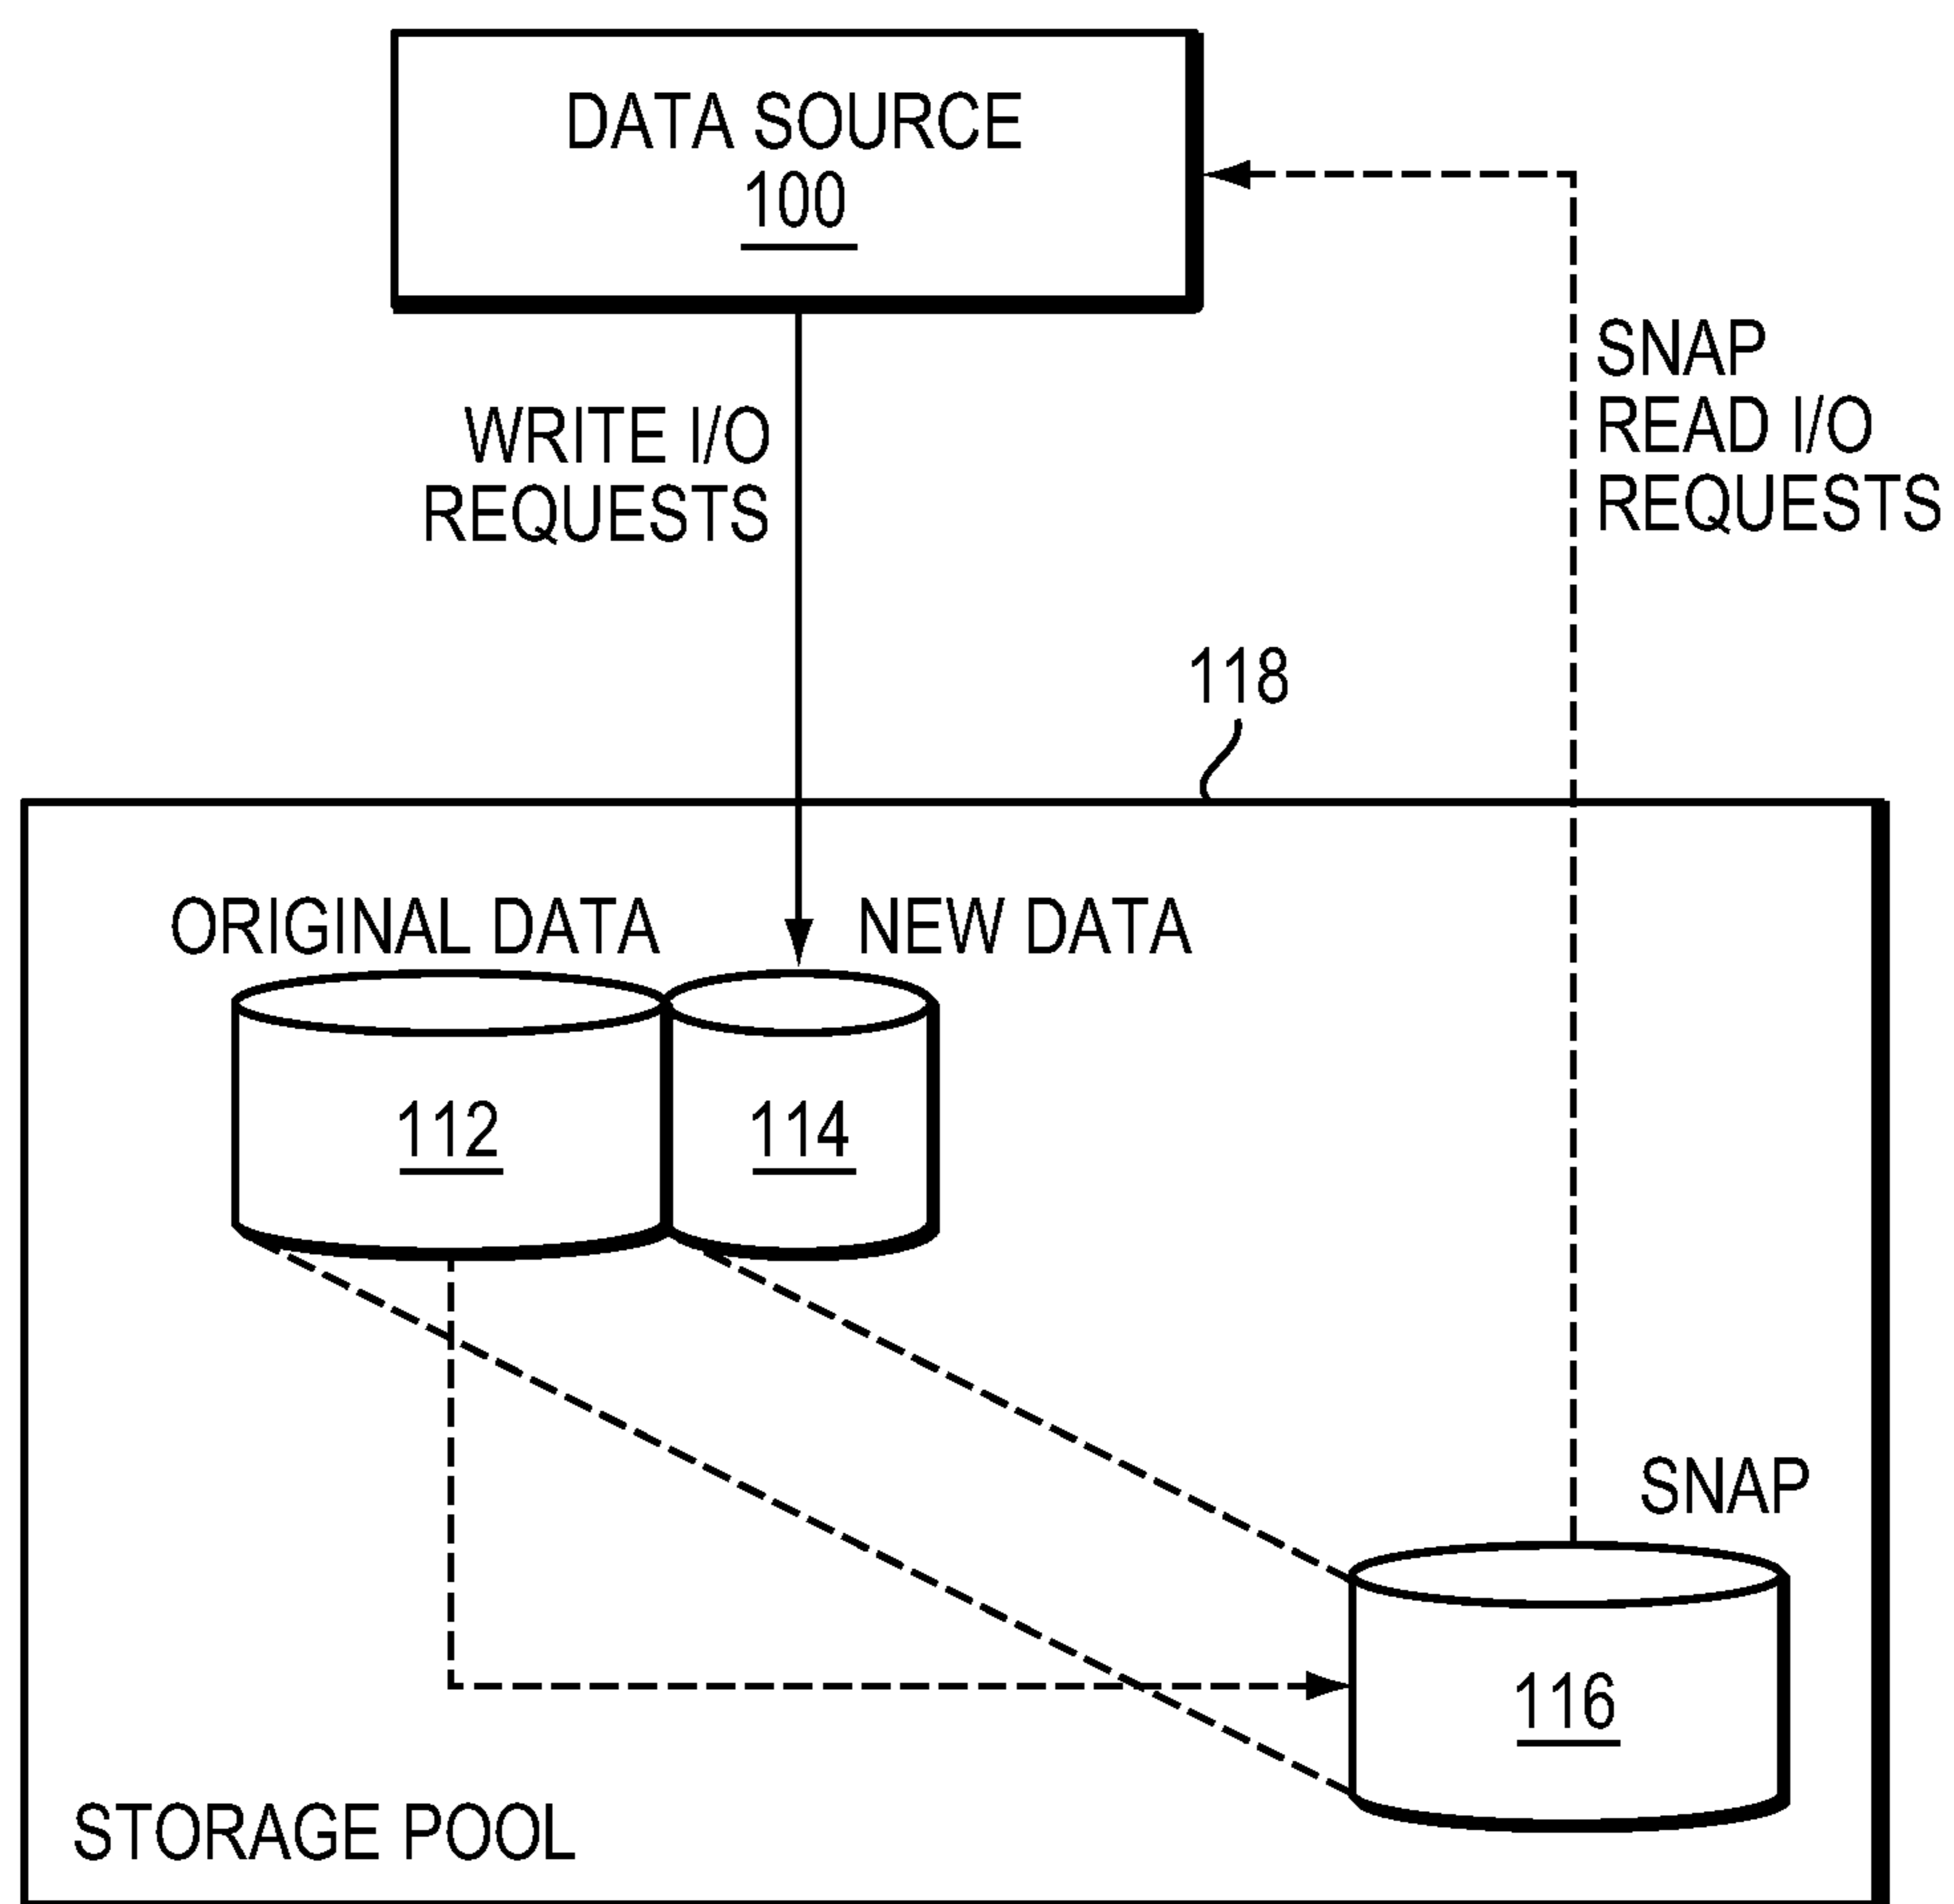 DATA SOURCE
100
WRITE I/O
REQUESTS
SNAP
READ I/O
REQUESTS
118
ORIGINAL DATA
NEW DATA
112
114
SNAP
116
STORAGE POOL